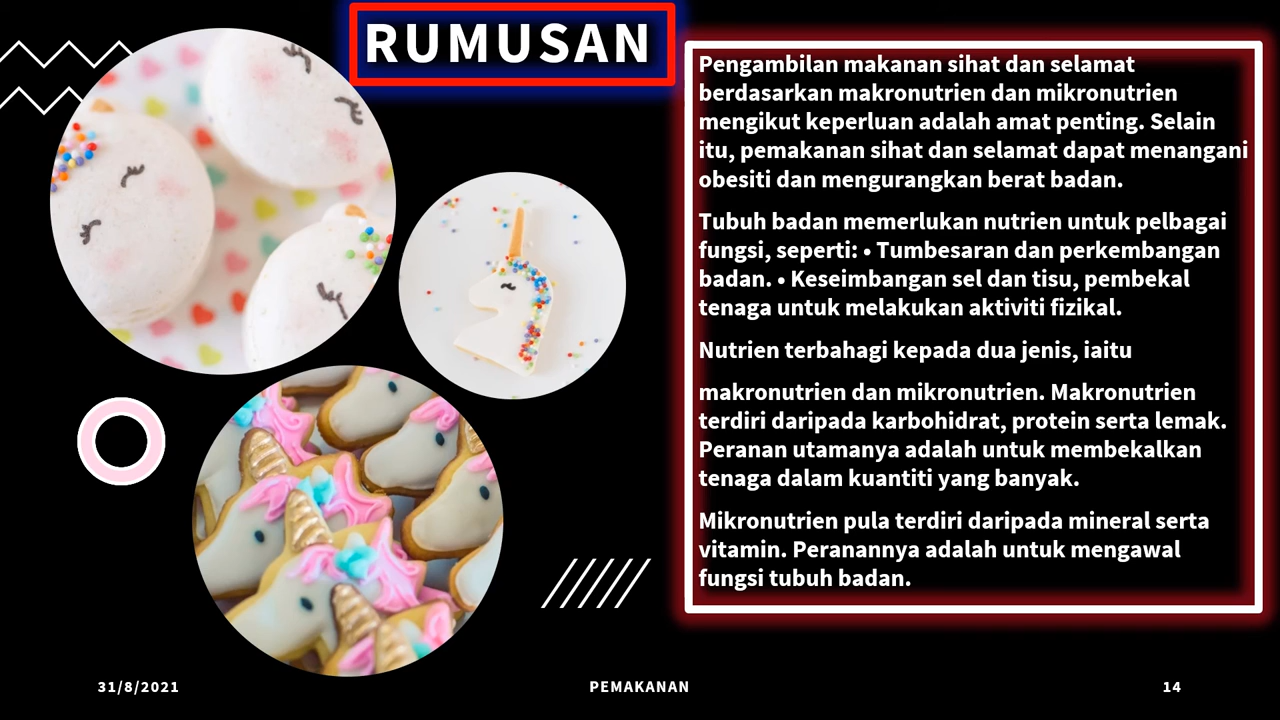 RUMUSAN
Pengambilan makanan sihat dan selamat
berdasarkan makronutrien dan mikronutrien
mengikut keperluan adalah amat penting. Selain
itu, pemakanan sihat dan selamat dapat menangani
obesiti dan mengurangkan berat badan.
Tubuh badan memerlukan nutrien untuk pelbagai
fungsi, seperti: • Tumbesaran dan perkembangan
badan. • Keseimbangan sel dan tisu, pembekal
tenaga untuk melakukan aktiviti fizikal.
Nutrien terbahagi kepada dua jenis, iaitu
makronutrien dan mikronutrien. Makronutrien
terdiri daripada karbohidrat, protein serta lemak.
Peranan utamanya adalah untuk membekalkan
tenaga dalam kuantiti yang banyak.
Mikronutrien pula terdiri daripada mineral serta
vitamin. Peranannya adalah untuk mengawal
fungsi tubuh badan.
31/8/2021
PEMAKANAN
14